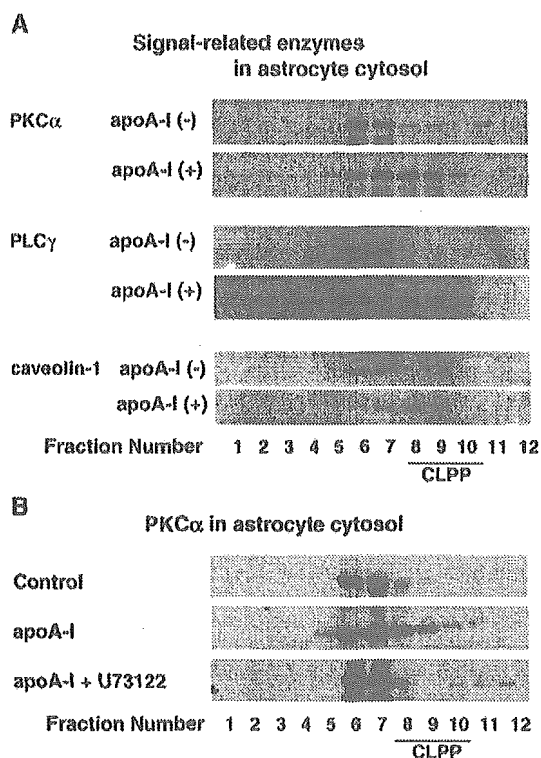 A
Signal-related enzymes
in astrocyte cytosol
PKCα apoA-I (-)
apoA-I (+)
PLCγ apoA-I (-)
apoA-I (+)
caveolin-1 apoA-I (-)
apoA-I (+)
Fraction Number 1 2 3 4 5 6 7 8 9 10 11 12
CLPP
B
PKCα in astrocyte cytosol
Control
apoA-I
apoA-I + U73122
Fraction Number 1 2 3 4 5 6 7 8 9 10 11 12
CLPP